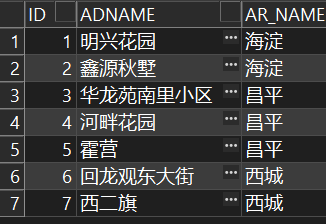 ID ADNAME AR_NAME
1 1 明兴花园 ... 海淀
2 2 鑫源秋墅 ... 海淀
3 3 华龙苑南里小区 ... 昌平
4 4 河畔花园 ... 昌平
5 5 霍营 ... 昌平
6 6 回龙观东大街 ... 西城
7 7 西二旗 ... 西城